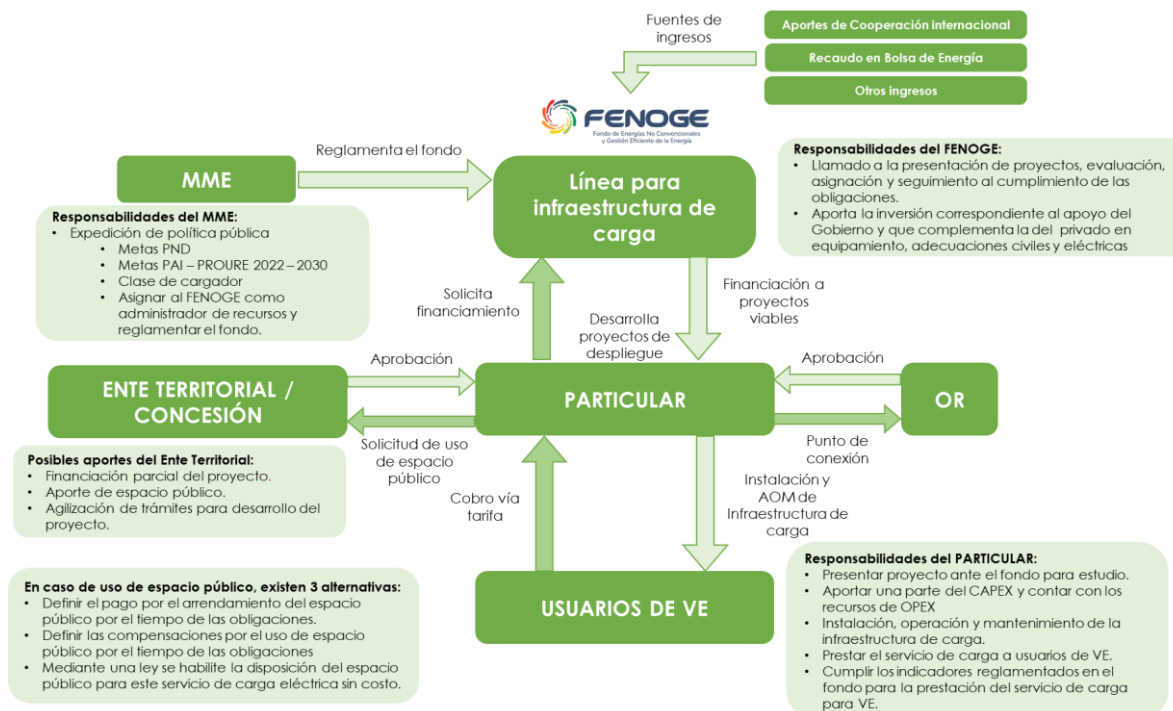 Fuentes de
ingresos
Aportes de Cooperación internacional
Recaudo en Bolsa de Energía
Otros ingresos
FENOGE
Fondo de Energías No Convencionales
y Gestión Eficiente de la Energía
MME
Reglamenta el fondo
Línea para
infraestructura de
carga
Responsabilidades del FENOGE:
• Llamado a la presentación de proyectos, evaluación,
asignación y seguimiento al cumplimiento de las
obligaciones.
• Aporta la inversión correspondiente al apoyo del
Gobierno y que complementa la del privado en
equipamiento, adecuaciones civiles y eléctricas
Responsabilidades del MME:
• Expedición de política pública
• Metas PND
• Metas PAI – PROURE 2022 – 2030
• Clase de cargador
• Asignar al FENOGE como
administrador de recursos y
reglamentar el fondo.
Solicita
financiamiento
Desarrolla
proyectos de
despliegue
Financiación a
proyectos
viables
ENTE TERRITORIAL /
CONCESIÓN
Aprobación
PARTICULAR
Aprobación
OR
Solicitud de uso
de espacio
público
Punto de
conexión
Posibles aportes del Ente Territorial:
• Financiación parcial del proyecto.
• Aporte de espacio público.
• Agilización de trámites para desarrollo del
proyecto.
Cobro vía
tarifa
Instalación y
AOM de
Infraestructura de
carga
En caso de uso de espacio público, existen 3 alternativas:
• Definir el pago por el arrendamiento del espacio
público por el tiempo de las obligaciones.
• Definir las compensaciones por el uso de espacio
público por el tiempo de las obligaciones
• Mediante una ley se habilite la disposición del espacio
público para este servicio de carga eléctrica sin costo.
USUARIOS DE VE
Responsabilidades del PARTICULAR:
• Presentar proyecto ante el fondo para estudio.
• Aportar una parte del CAPEX y contar con los
recursos de OPEX
• Instalación, operación y mantenimiento de la
infraestructura de carga.
• Prestar el servicio de carga a usuarios de VE.
• Cumplir los indicadores reglamentados en el
fondo para la prestación del servicio de carga
para VE.